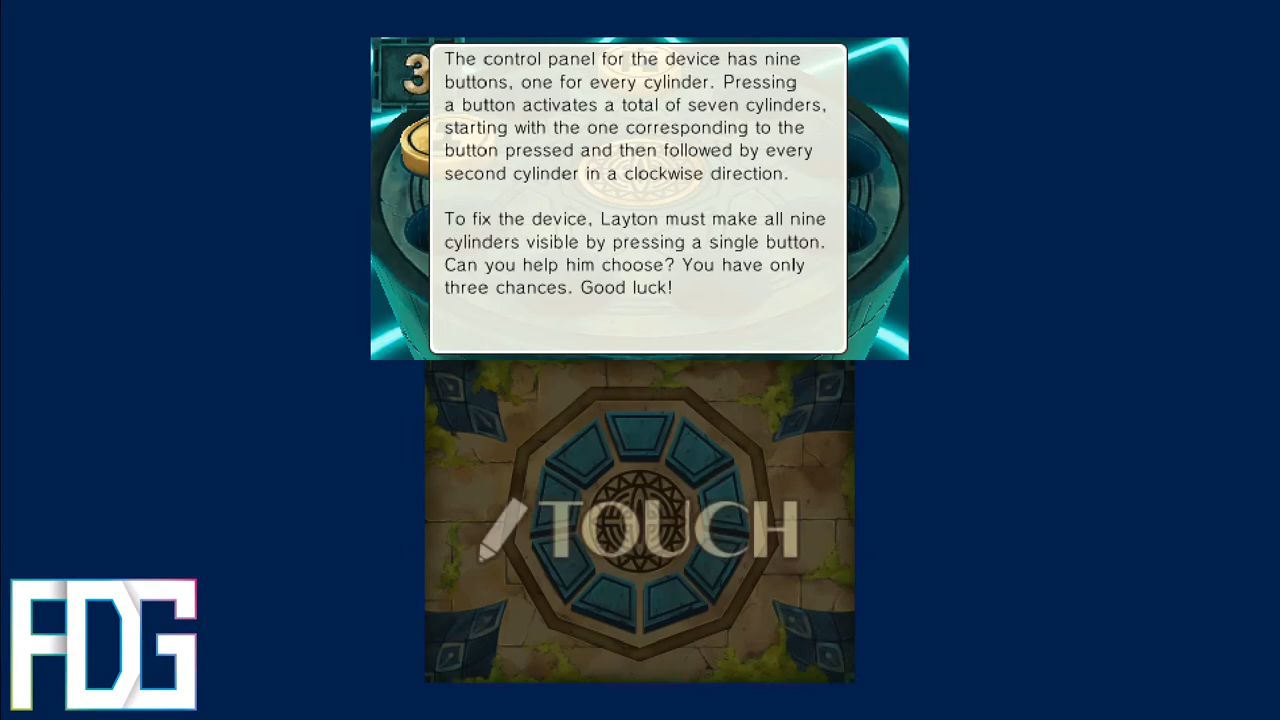 3
The control panel for the device has nine
buttons, one for every cylinder. Pressing
a button activates a total of seven cylinders,
starting with the one corresponding to the
button pressed and then followed by every
second cylinder in a clockwise direction.
To fix the device, Layton must make all nine
cylinders visible by pressing a single button.
Can you help him choose? You have only
three chances. Good luck!
TOUCH
FDG